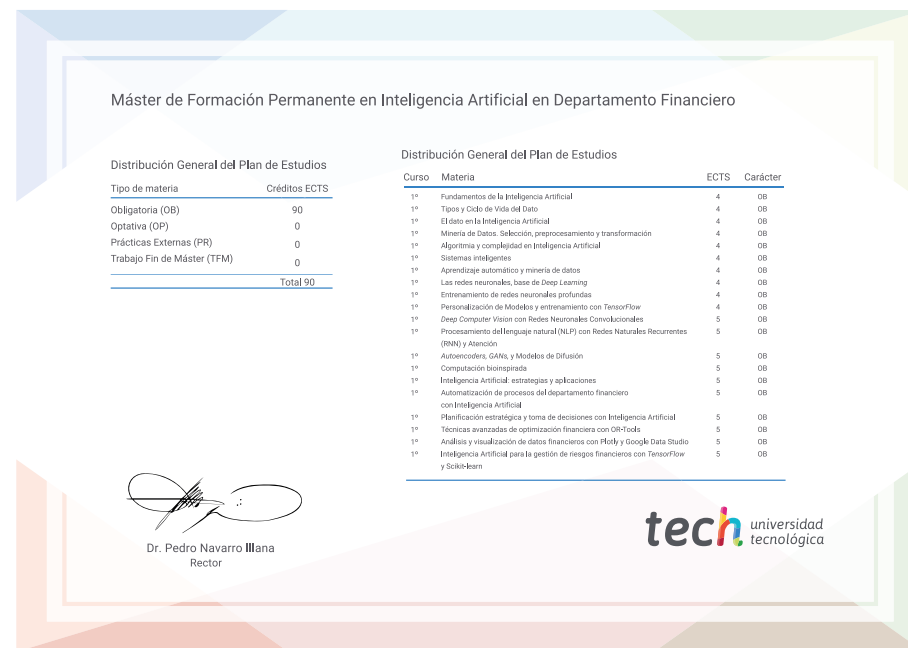 Máster de Formación Permanente en Inteligencia Artificial en Departamento Financiero
Distribución General del Plan de Estudios
Tipo de materia Créditos ECTS
Obligatoria (OB) 90
Optativa (OP) 0
Prácticas Externas (PR) 0
Trabajo Fin de Máster (TFM) 0
Total 90
Distribución General del Plan de Estudios
Curso Materia ECTS Carácter
1º Fundamentos de la Inteligencia Artificial 4 OB
1º Tipos y Ciclo de Vida del Dato 4 OB
1º El dato en la Inteligencia Artificial 4 OB
1º Minería de Datos. Selección, preprocesamiento y transformación 4 OB
1º Algoritmia y complejidad en Inteligencia Artificial 4 OB
1º Sistemas inteligentes 4 OB
1º Aprendizaje automático y minería de datos 4 OB
1º Las redes neuronales, base de Deep Learning 4 OB
1º Entrenamiento de redes neuronales profundas 4 OB
1º Personalización de Modelos y entrenamiento con TensorFlow 4 OB
1º Deep Computer Vision con Redes Neuronales Convolucionales 5 OB
1º Procesamiento del lenguaje natural (NLP) con Redes Naturales Recurrentes 5 OB
(RNN) y Atención
1º Autoencoders, GANs, y Modelos de Difusión 5 OB
1º Computación bioinspirada 5 OB
1º Inteligencia Artificial: estrategias y aplicaciones 5 OB
1º Automatización de procesos del departamento financiero 5 OB
con Inteligencia Artificial
1º Planificación estratégica y toma de decisiones con Inteligencia Artificial 5 OB
1º Técnicas avanzadas de optimización financiera con OR-Tools 5 OB
1º Análisis y visualización de datos financieros con Plotly y Google Data Studio 5 OB
1º Inteligencia Artificial para la gestión de riesgos financieros con TensorFlow 5 OB
y Scikit-learn
Dr. Pedro Navarro Illana
Rector
tech universidad
tecnológica